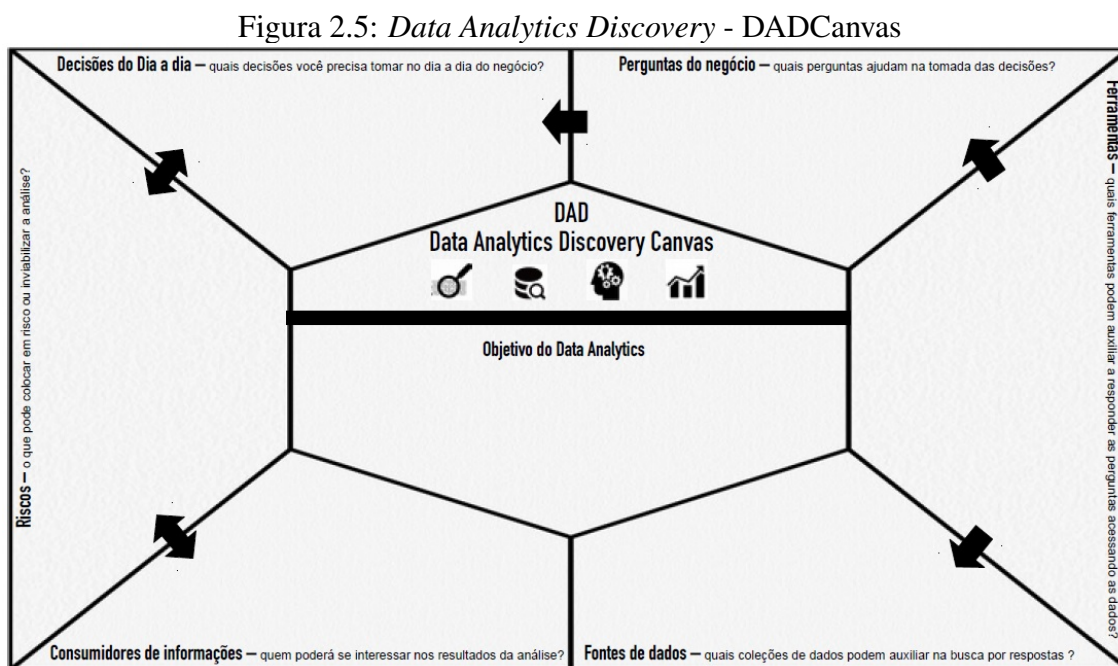 Figura 2.5: Data Analytics Discovery - DADCanvas
Decisões do Dia a dia – quais decisões você precisa tomar no dia a dia do negócio?
Perguntas do negócio – quais perguntas ajudam na tomada das decisões?
Ferramentas – quais ferramentas podem auxiliar a responder as perguntas acessando as dados?
Riscos – o que pode colocar em risco ou inviabilizar a análise?
DAD
Data Analytics Discovery Canvas
Objetivo do Data Analytics
Consumidores de informações – quem poderá se interessar nos resultados da análise?
Fontes de dados – quais coleções de dados podem auxiliar na busca por respostas ?